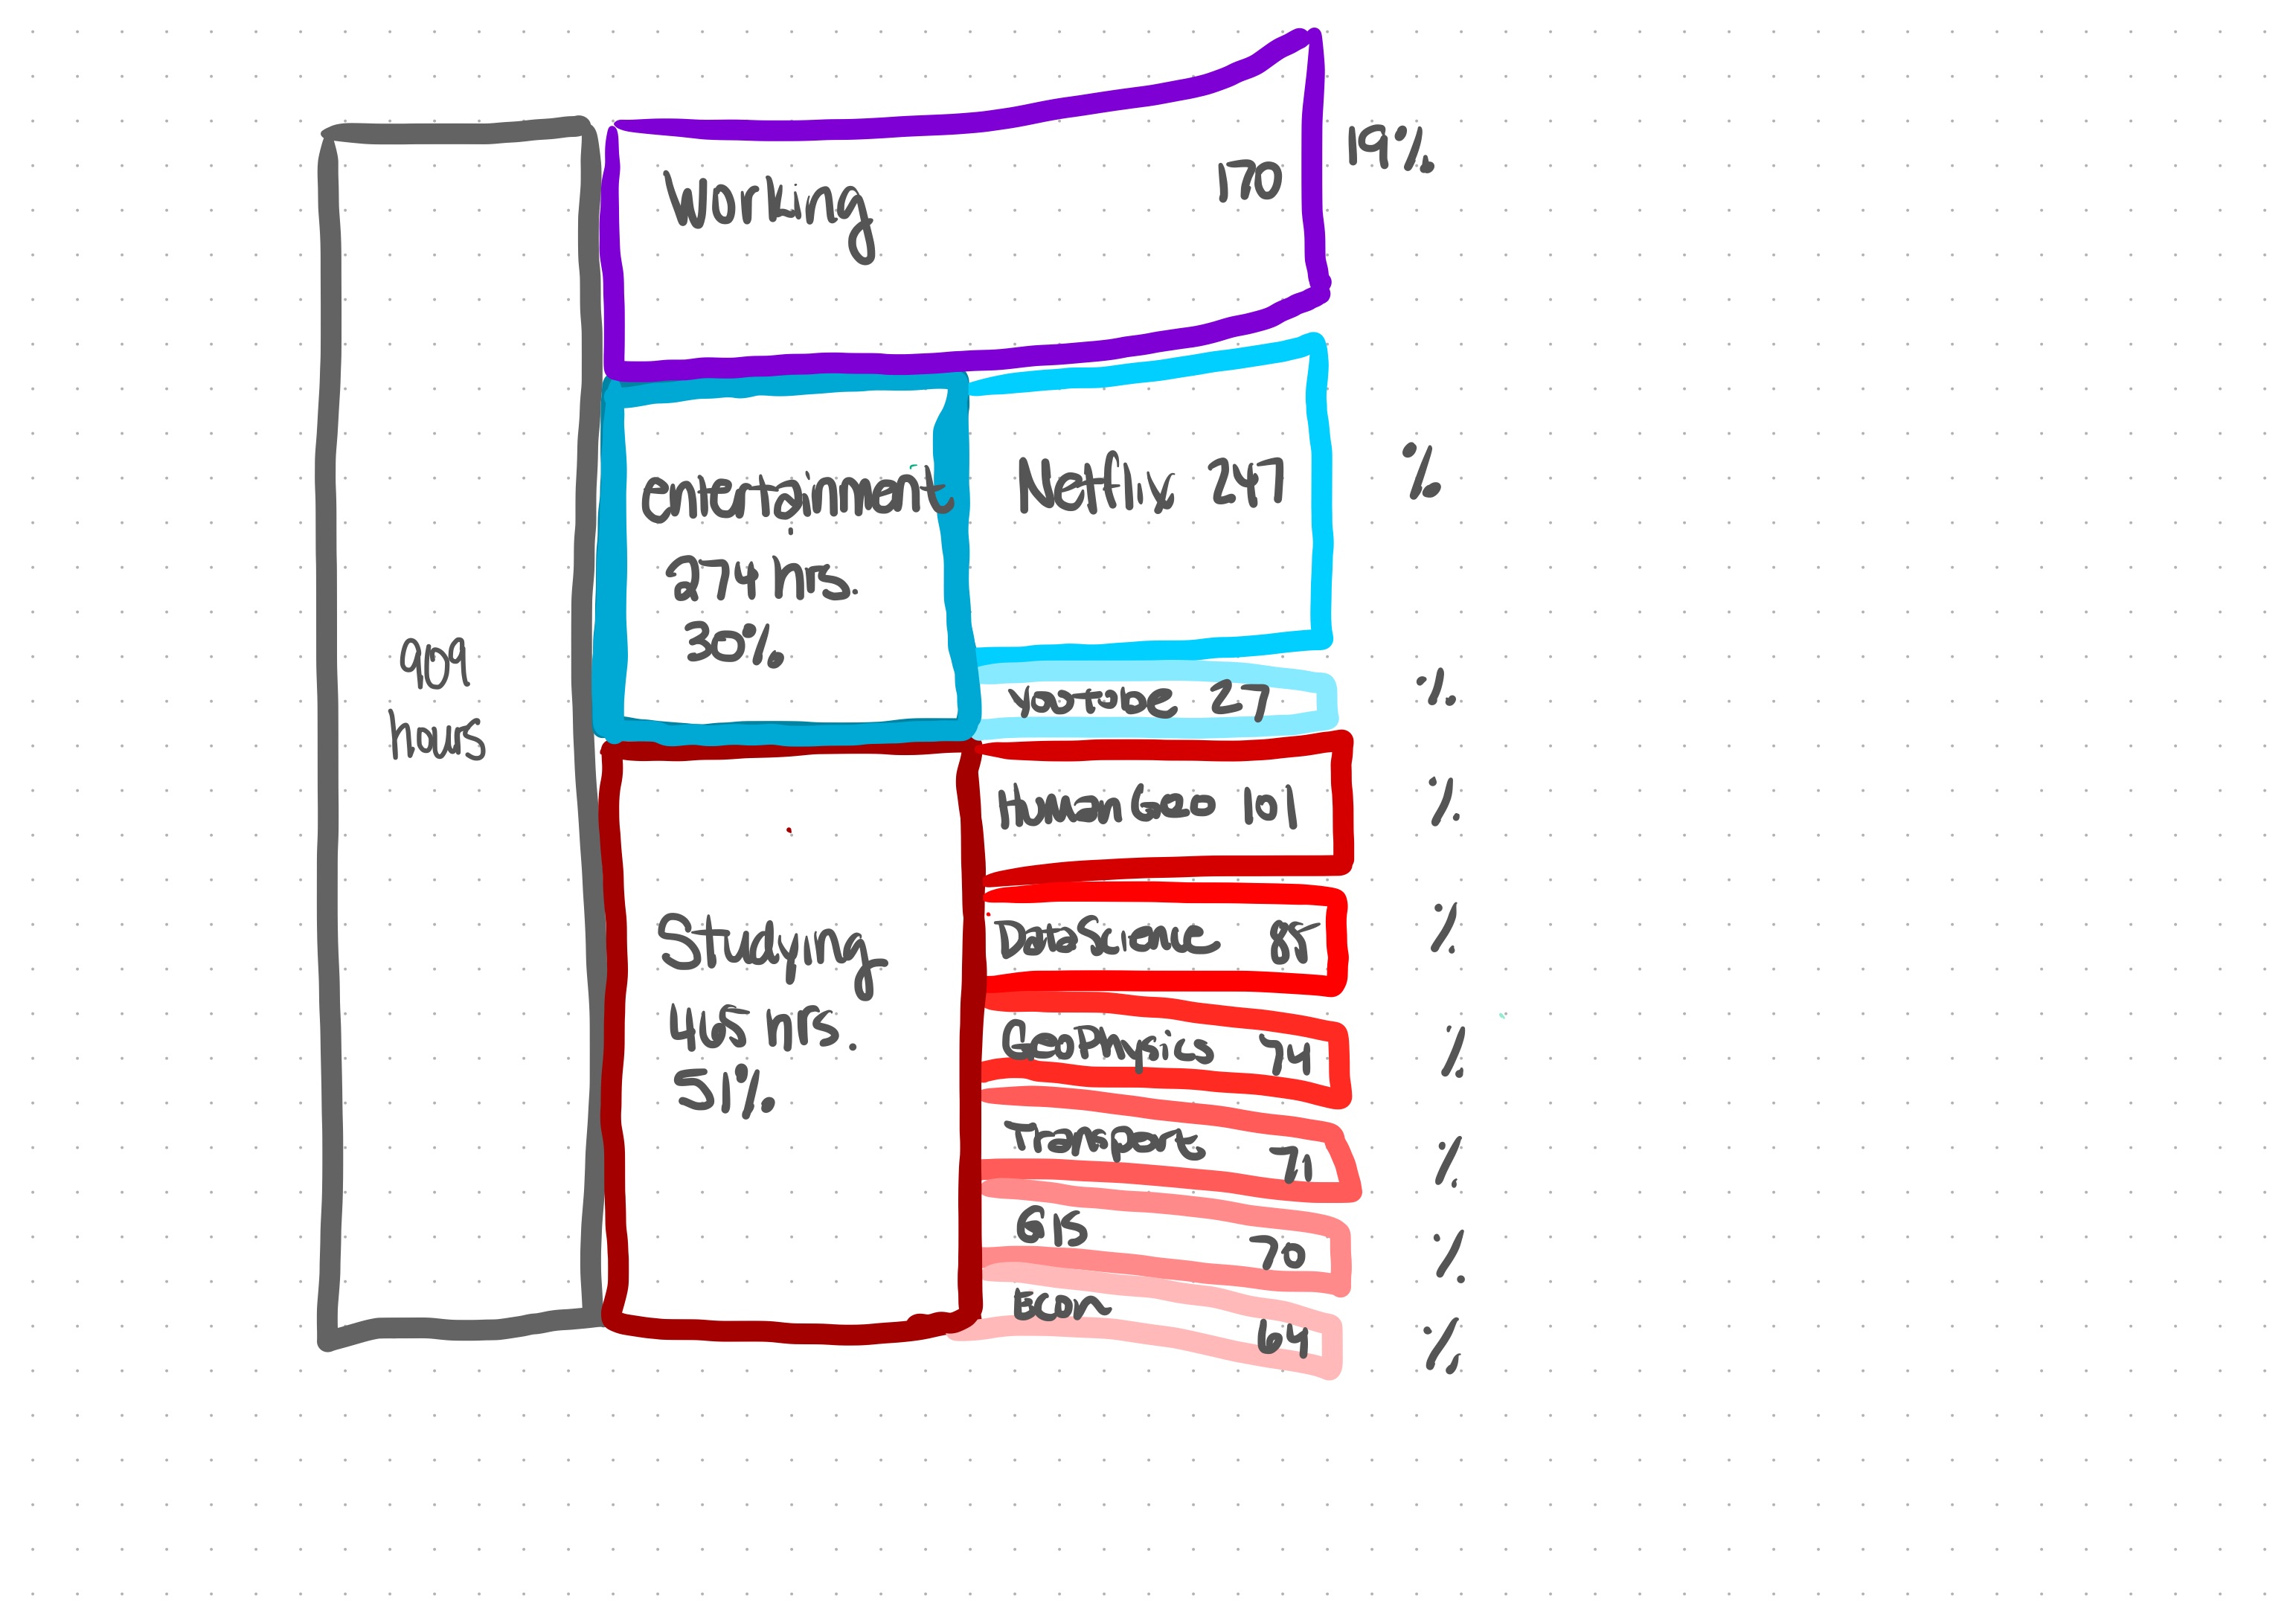 Working 170 19%
entertainment
274 hrs.
30%
Netflix 247 %
Youtube 27 %
909
hours
Human Geo 101 %
Studying
465 hrs.
51%
DataScience 85 %
GeoPhysics 74 %
Transport 71 %
GIS 70 %
Econ 64 %